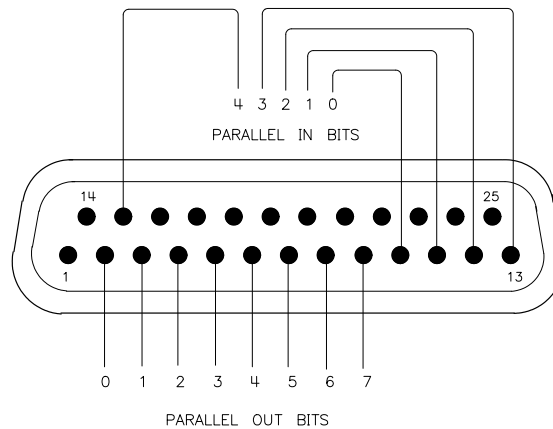 4 3 2 1 0
PARALLEL IN BITS
14 25
1 13
0 1 2 3 4 5 6 7
PARALLEL OUT BITS